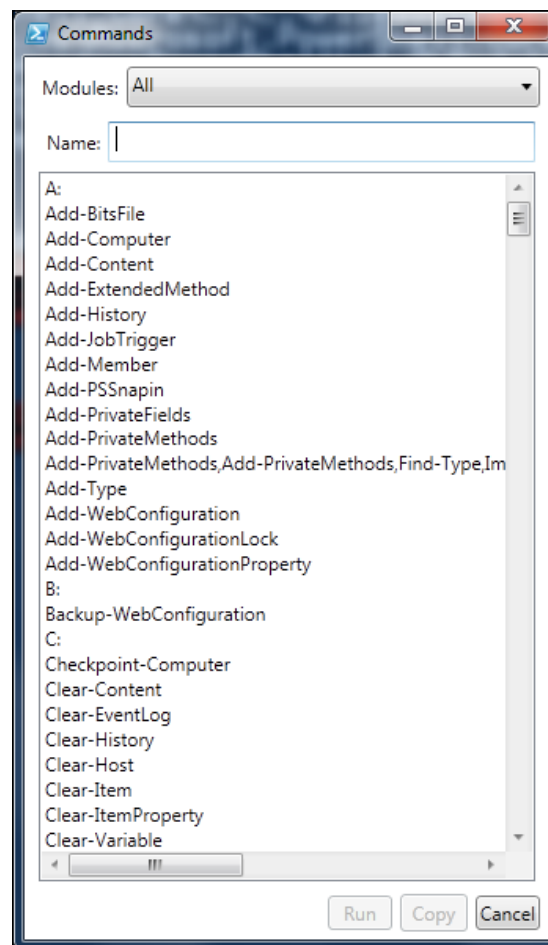 Commands
Modules: All
Name:
A:
Add-BitsFile
Add-Computer
Add-Content
Add-ExtendedMethod
Add-History
Add-JobTrigger
Add-Member
Add-PSSnapin
Add-PrivateFields
Add-PrivateMethods
Add-PrivateMethods,Add-PrivateMethods,Find-Type,Im
Add-Type
Add-WebConfiguration
Add-WebConfigurationLock
Add-WebConfigurationProperty
B:
Backup-WebConfiguration
C:
Checkpoint-Computer
Clear-Content
Clear-EventLog
Clear-History
Clear-Host
Clear-Item
Clear-ItemProperty
Clear-Variable
Run Copy Cancel